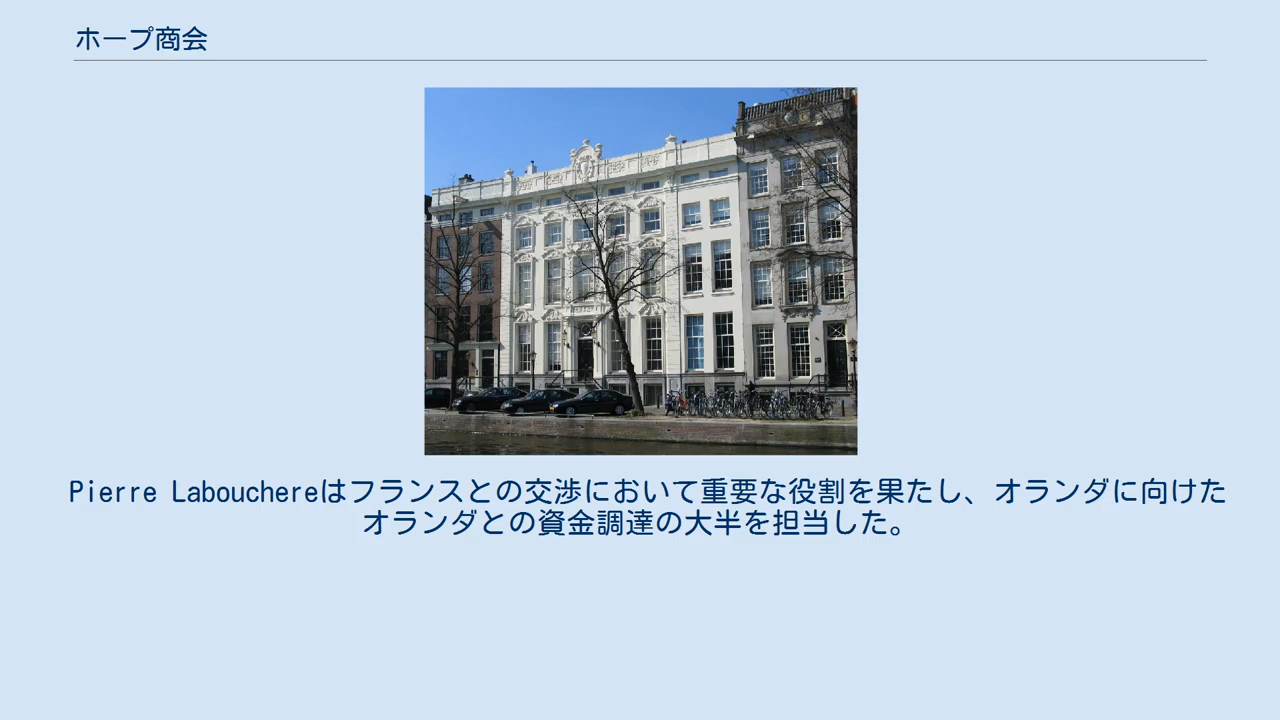 ホープ商会
Pierre Labouchereはフランスとの交渉において重要な役割を果たし、オランダに向けた
オランダとの資金調達の大半を担当した。